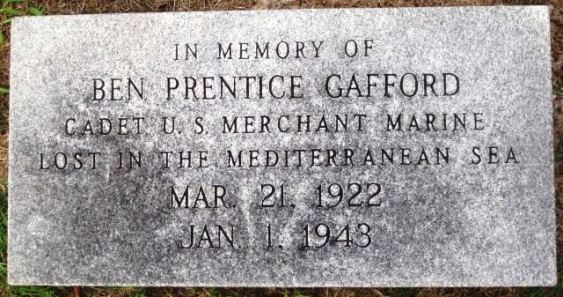 IN MEMORY OF
BEN PRENTICE GAFFORD
CADET U. S. MERCHANT MARINE
LOST IN THE MEDITERRANEAN SEA
MAR. 21, 1922
JAN. 1, 1943